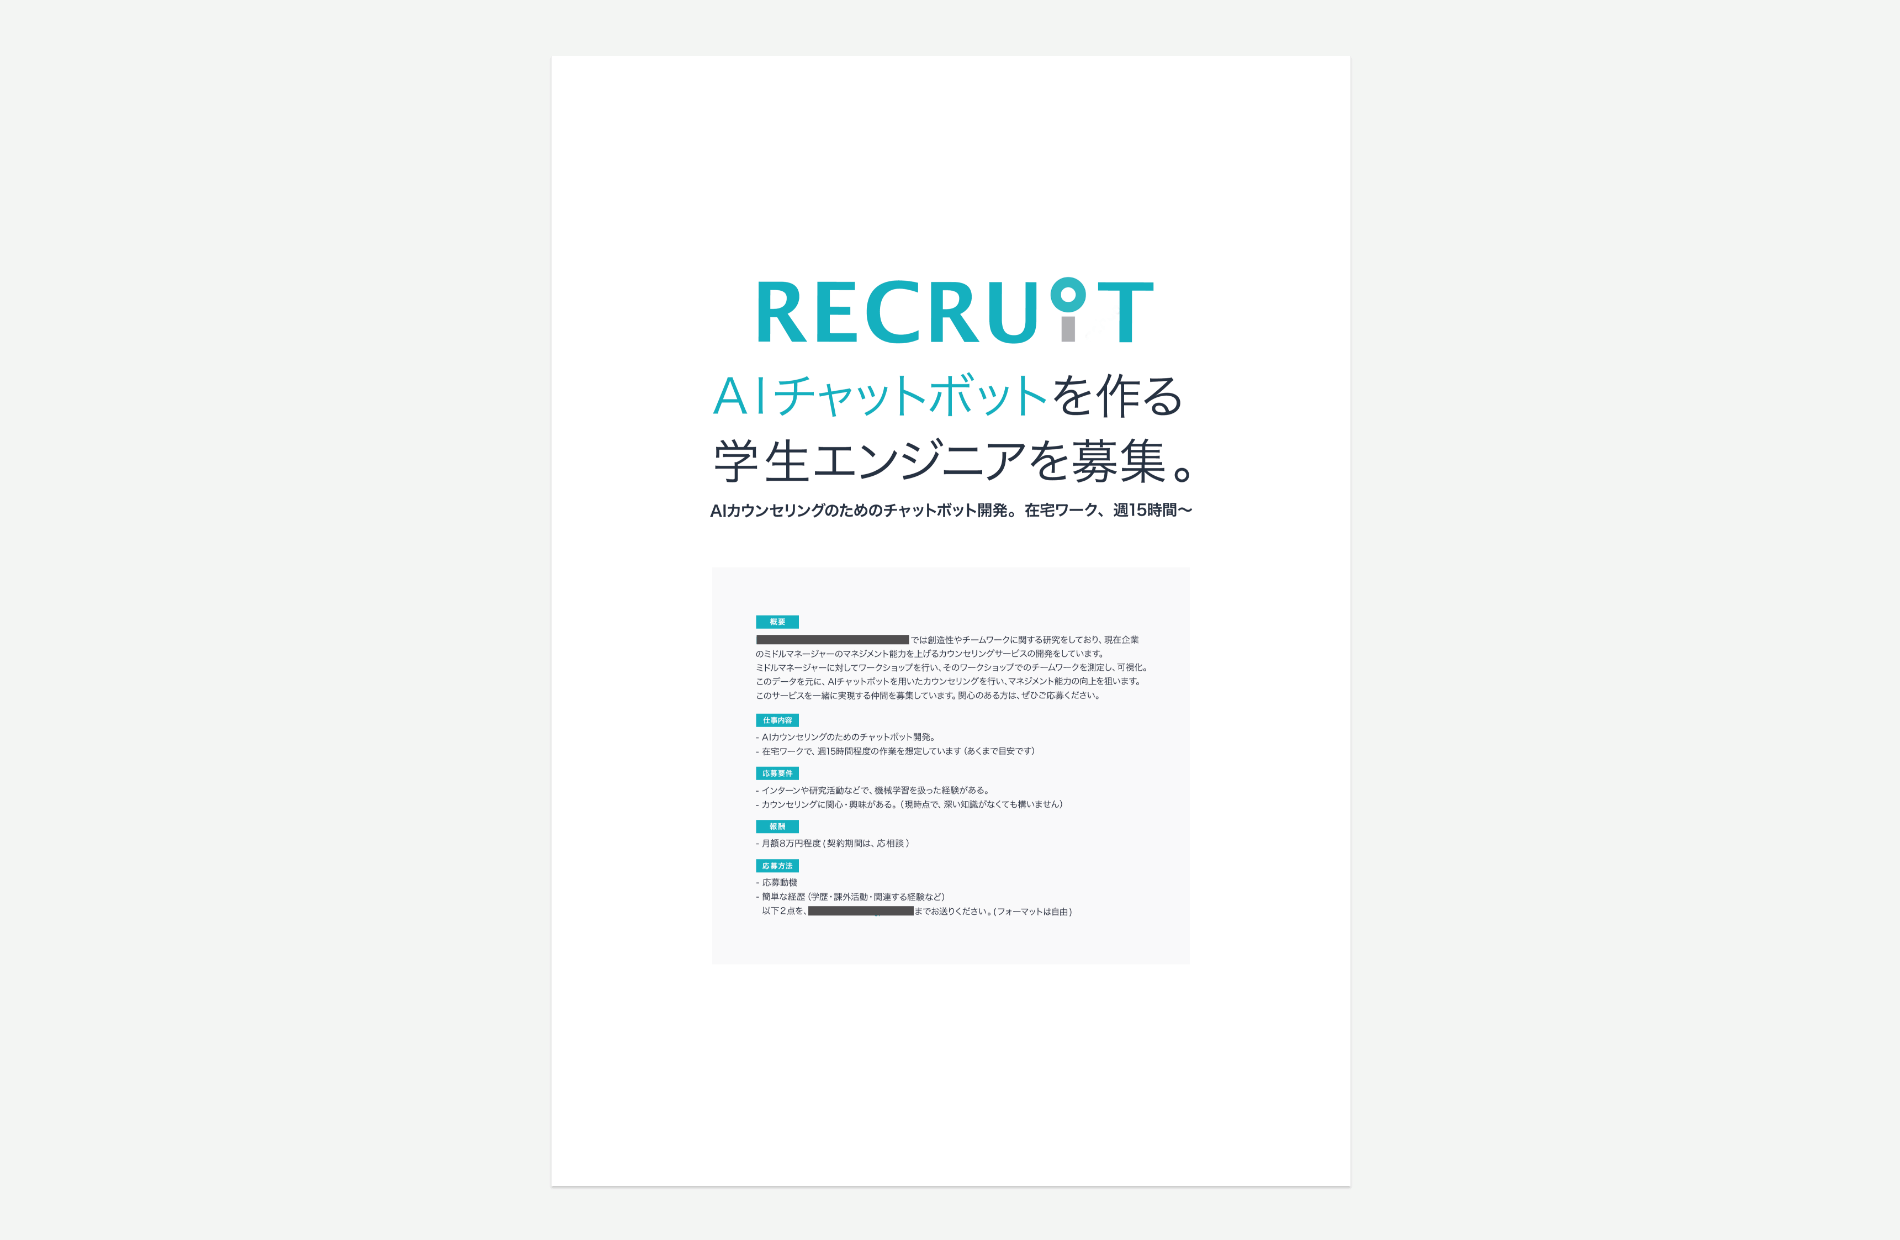 RECRUiT
AIチャットボットを作る
学生エンジニアを募集。
AIカウンセリングのためのチャットボット開発。在宅ワーク、週15時間〜
概要
では創造性やチームワークに関する研究をしており、現在企業
のミドルマネージャーのマネジメント能力を上げるカウンセリングサービスの開発をしています。
ミドルマネージャーに対してワークショップを行い、そのワークショップでのチームワークを測定し、可視化。
このデータを元に、AIチャットボットを用いたカウンセリングを行い、マネジメント能力の向上を狙います。
このサービスを一緒に実現する仲間を募集しています。関心のある方は、ぜひご応募ください。
仕事内容
- AIカウンセリングのためのチャットボット開発。
- 在宅ワークで、週15時間程度の作業を想定しています（あくまで目安です）
応募要件
- インターンや研究活動などで、機械学習を扱った経験がある。
- カウンセリングに関心・興味がある。（現時点で、深い知識がなくても構いません）
報酬
- 月額8万円程度（契約期間は、応相談）
応募方法
- 応募動機
- 簡単な経歴（学歴・課外活動・関連する経験など）
以下２点を、までお送りください。（フォーマットは自由）